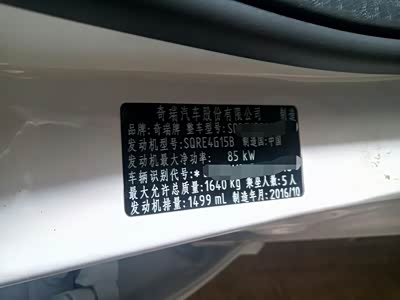 奇瑞汽车股份有限公司 制造
品牌: 奇瑞牌 整车型号: SQ
发动机型号: SQRE4G15B 制造国: 中国
发动机最大净功率: 85 kW
车辆识别代号: *
最大允许总质量: 1640 kg 乘坐人数: 5 人
发动机排量: 1499 mL 制造年月: 2016/10